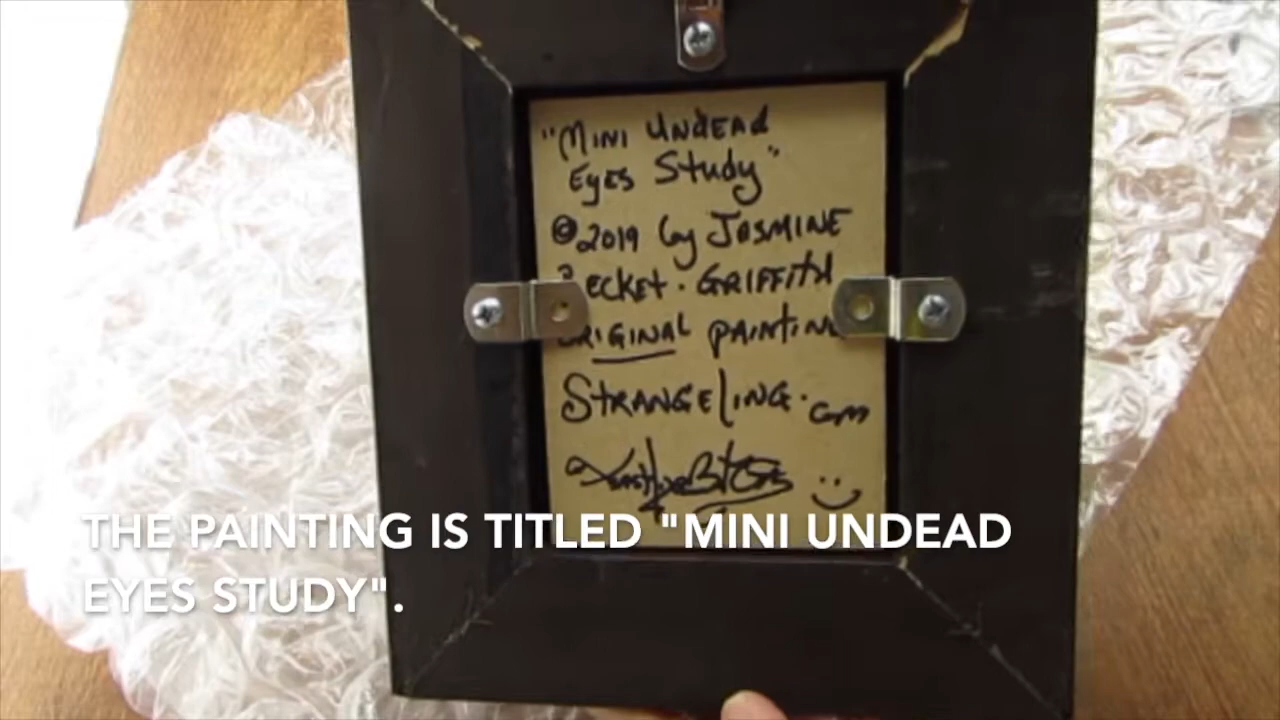 "MINI UNDEAD
EYES Study"
©2019 by JASMINE
ECKET-GRIFFITH
RIGINAL PAINTIN
STRANGELING.com
THE PAINTING IS TITLED "MINI UNDEAD
EYES STUDY".